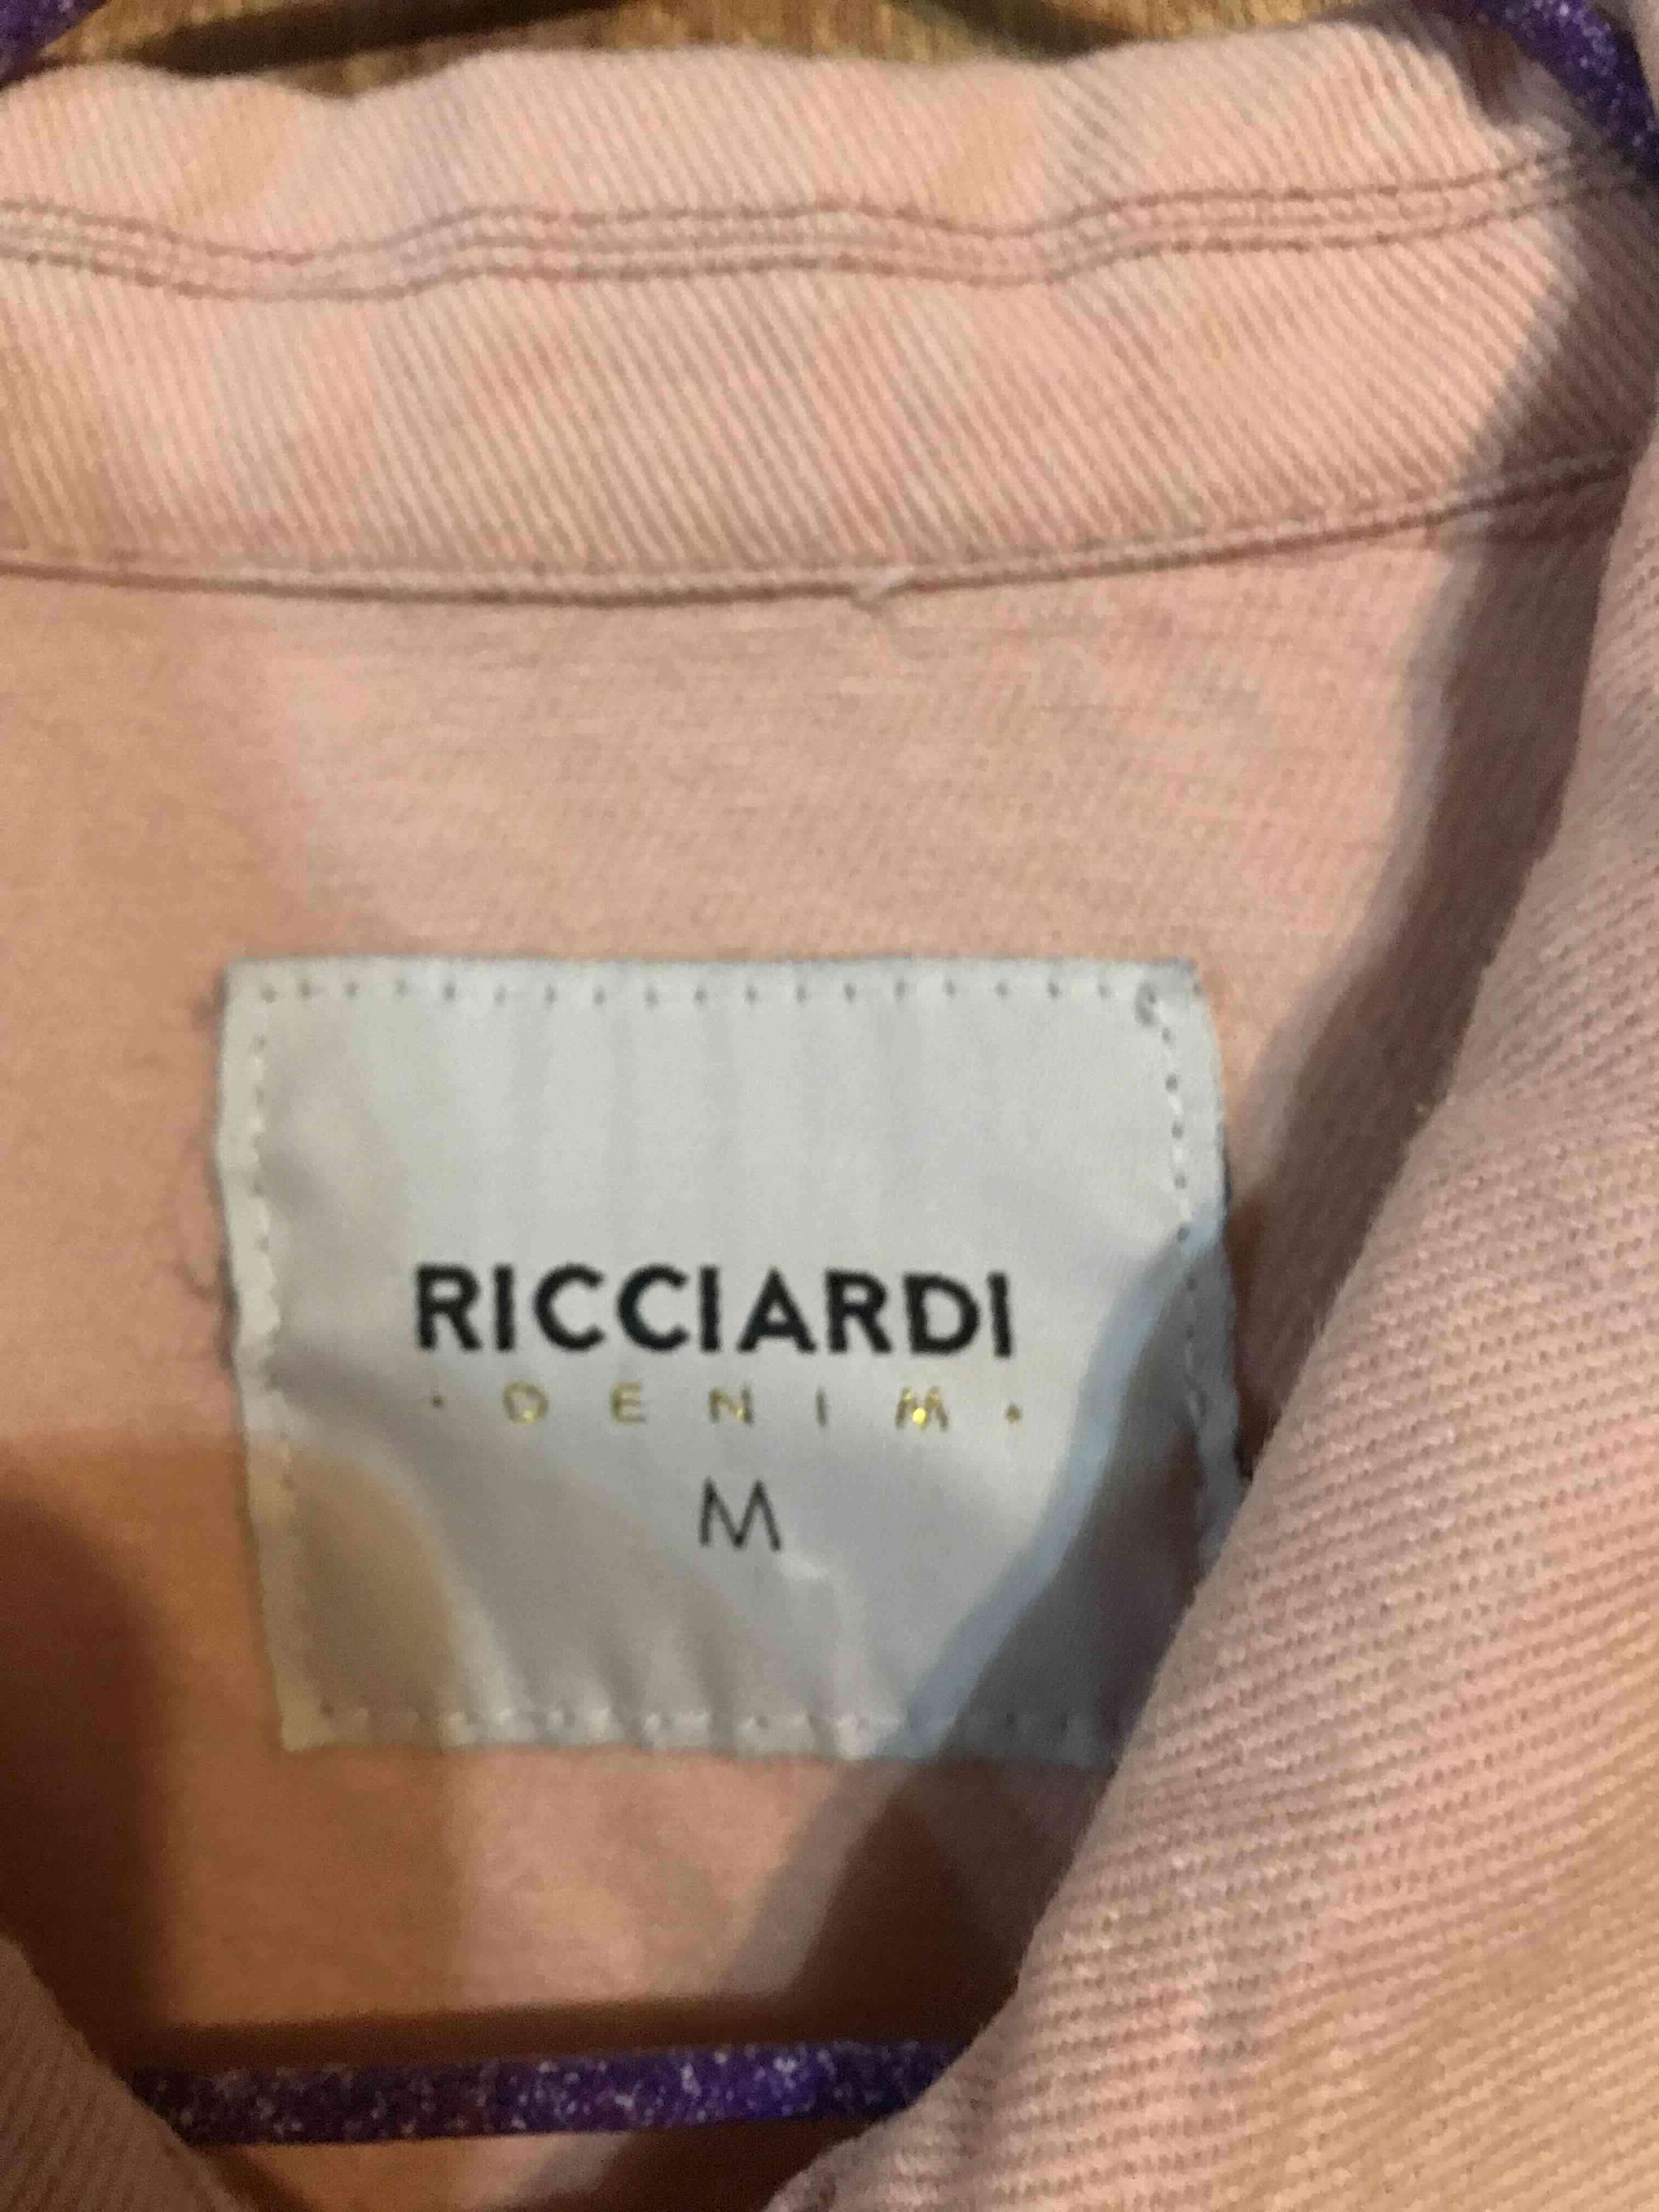 RICCIARDI
· DENIM ·
M